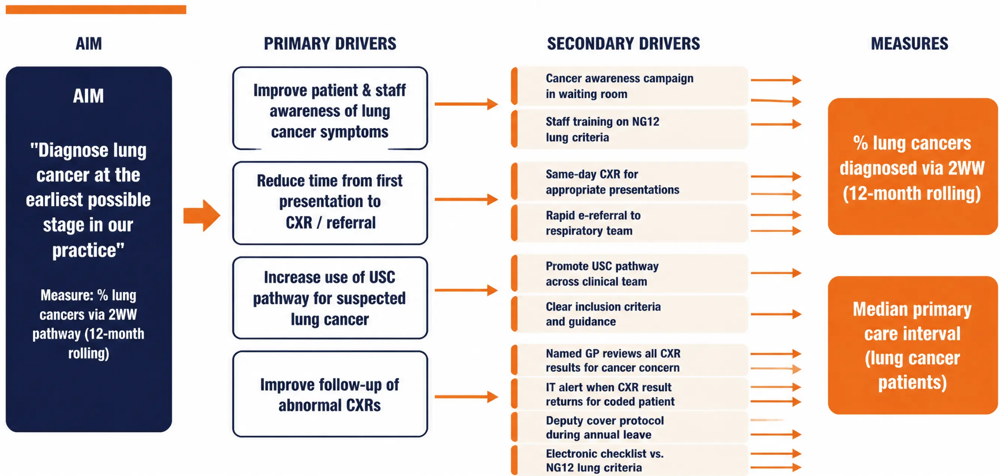 AIM
PRIMARY DRIVERS
SECONDARY DRIVERS
MEASURES
AIM
"Diagnose lung
cancer at the
earliest possible
stage in our
practice"
Measure: % lung
cancers via 2WW
pathway (12-month
rolling)
Improve patient & staff
awareness of lung
cancer symptoms
Reduce time from first
presentation to
CXR / referral
Increase use of USC
pathway for suspected
lung cancer
Improve follow-up of
abnormal CXRs
Cancer awareness campaign
in waiting room
Staff training on NG12
lung criteria
Same-day CXR for
appropriate presentations
Rapid e-referral to
respiratory team
Promote USC pathway
across clinical team
Clear inclusion criteria
and guidance
Named GP reviews all CXR
results for cancer concern
IT alert when CXR result
returns for coded patient
Deputy cover protocol
during annual leave
Electronic checklist vs.
NG12 lung criteria
% lung cancers
diagnosed via 2WW
(12-month rolling)
Median primary
care interval
(lung cancer
patients)